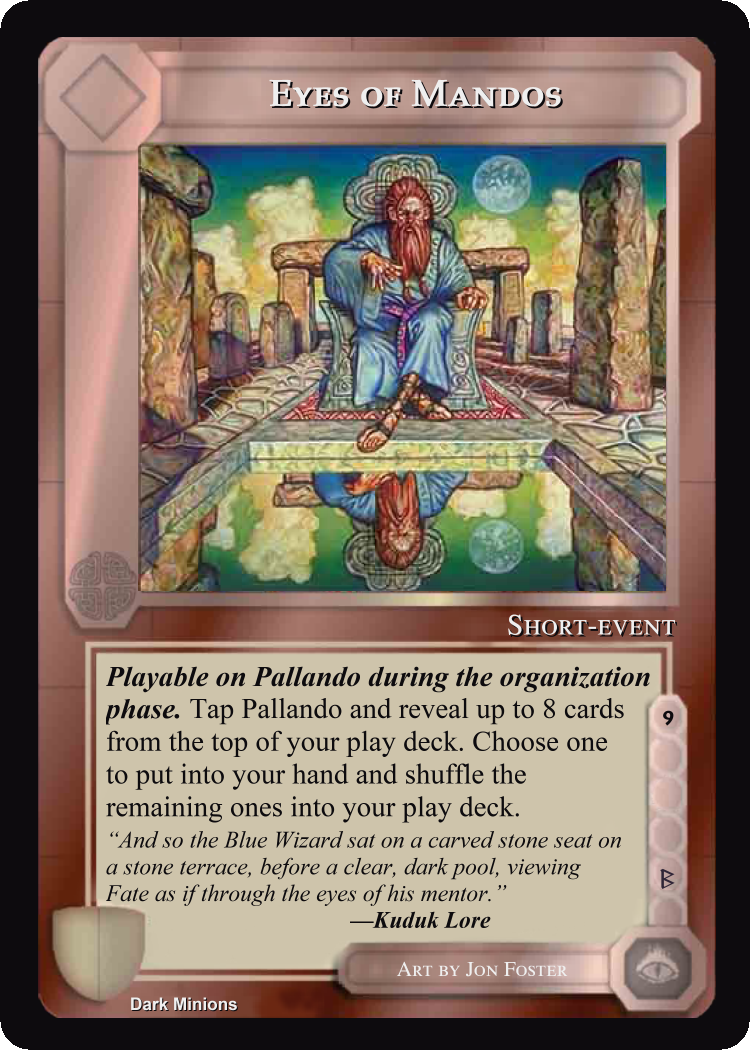 Eyes of Mandos
Short-event
Playable on Pallando during the organization
phase. Tap Pallando and reveal up to 8 cards
from the top of your play deck. Choose one
to put into your hand and shuffle the
remaining ones into your play deck.
9
“And so the Blue Wizard sat on a carved stone seat on
a stone terrace, before a clear, dark pool, viewing
Fate as if through the eyes of his mentor.”
—Kuduk Lore
ᛒ
Art by Jon Foster
Dark Minions